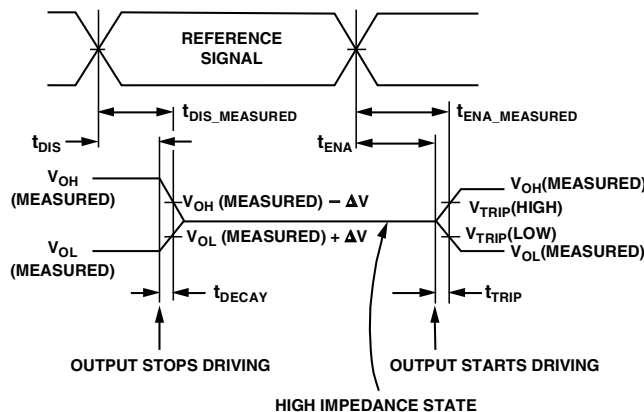 REFERENCE
SIGNAL
tDIS_MEASURED
tENA_MEASURED
tDIS
tENA
VOH
(MEASURED)
VOH (MEASURED) − ΔV
VOH(MEASURED)
VTRIP(HIGH)
VOL
(MEASURED)
VOL (MEASURED) + ΔV
VTRIP(LOW)
VOL(MEASURED)
tDECAY
tTRIP
OUTPUT STOPS DRIVING
OUTPUT STARTS DRIVING
HIGH IMPEDANCE STATE